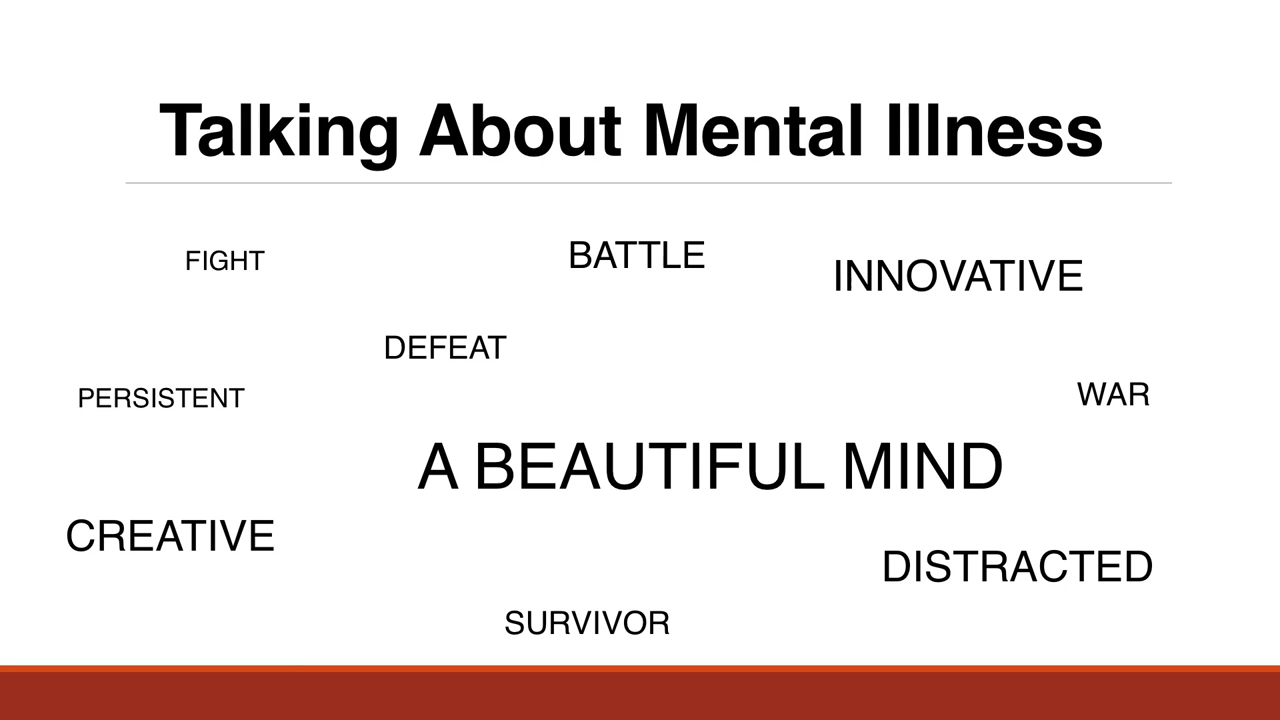 Talking About Mental Illness
FIGHT
BATTLE
INNOVATIVE
DEFEAT
PERSISTENT
WAR
A BEAUTIFUL MIND
CREATIVE
DISTRACTED
SURVIVOR